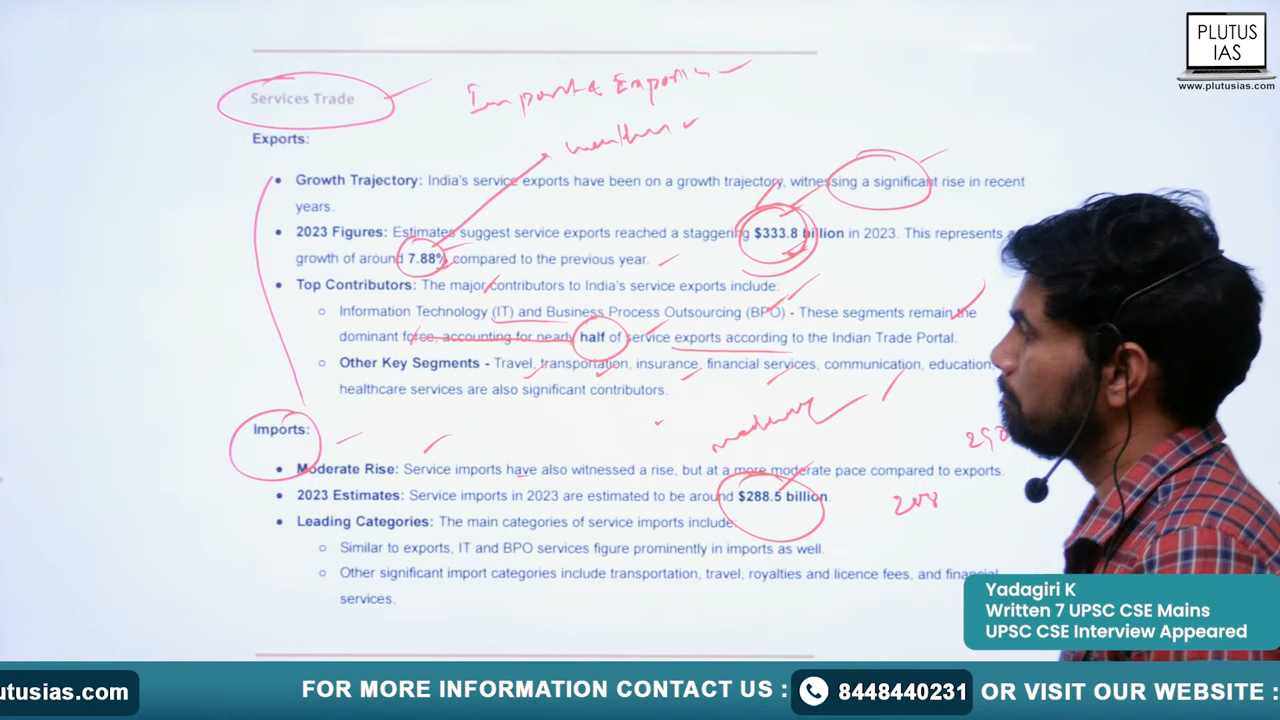 PLUTUS
IAS
www.plutusias.com
Services Trade
Import & Exports
Exports:
• Growth Trajectory: India's service exports have been on a growth trajectory, witnessing a significant rise in recent
years.
• 2023 Figures: Estimates suggest service exports reached a staggering $333.8 billion in 2023. This represents a
growth of around 7.88% compared to the previous year.
• Top Contributors: The major contributors to India's service exports include:
○ Information Technology (IT) and Business Process Outsourcing (BPO) - These segments remain the
dominant force, accounting for nearly half of service exports according to the Indian Trade Portal.
○ Other Key Segments - Travel, transportation, insurance, financial services, communication, education,
healthcare services are also significant contributors.
Imports:
• Moderate Rise: Service imports have also witnessed a rise, but at a more moderate pace compared to exports.
• 2023 Estimates: Service imports in 2023 are estimated to be around $288.5 billion.
• Leading Categories: The main categories of service imports include:
○ Similar to exports, IT and BPO services figure prominently in imports as well.
○ Other significant import categories include transportation, travel, royalties and licence fees, and financial
services.
Yadagiri K
Written 7 UPSC CSE Mains
UPSC CSE Interview Appeared
utusias.com
FOR MORE INFORMATION CONTACT US : 8448440231 OR VISIT OUR WEBSITE :